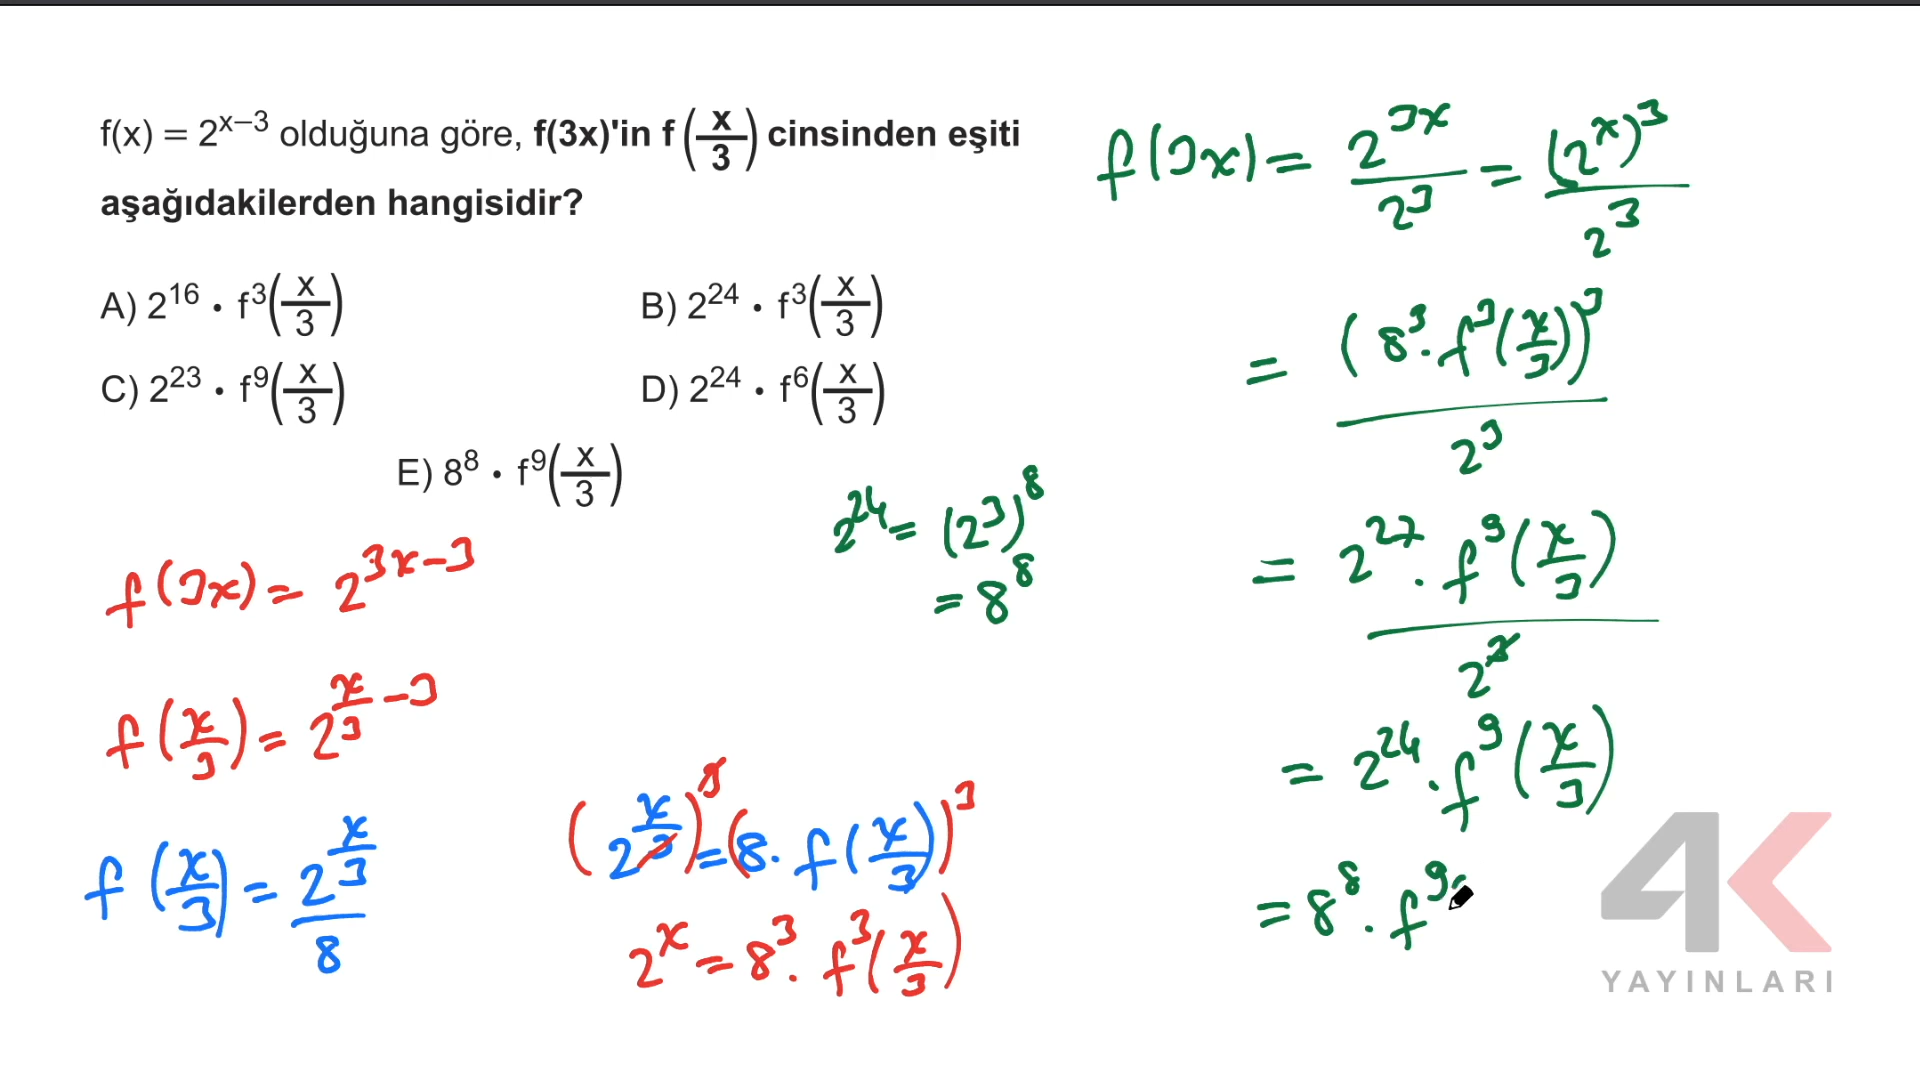 f(x) = 2^{x–3} olduğuna göre, f(3x)'in f(x/3) cinsinden eşiti
aşağıdakilerden hangisidir?
A) 2^{16} • f^3(x/3)
B) 2^{24} • f^3(x/3)
C) 2^{23} • f^9(x/3)
D) 2^{24} • f^6(x/3)
E) 8^8 • f^9(x/3)
f(3x) = 2^{3x-3}
f(x/3) = 2^{x/3 - 3}
f(x/3) = 2^{x/3} / 8
(2^{x/3})^3 = (8 . f(x/3))^3
2^x = 8^3 . f^3(x/3)
2^{24} = (2^3)^8
= 8^8
f(3x) = 2^{3x} / 2^3 = (2^x)^3 / 2^3
= (8^3 . f^3(x/3))^3 / 2^3
= 2^{27} . f^9(x/3) / 2^3
= 2^{24} . f^9(x/3)
= 8^8 . f^9
4K
YAYINLARI